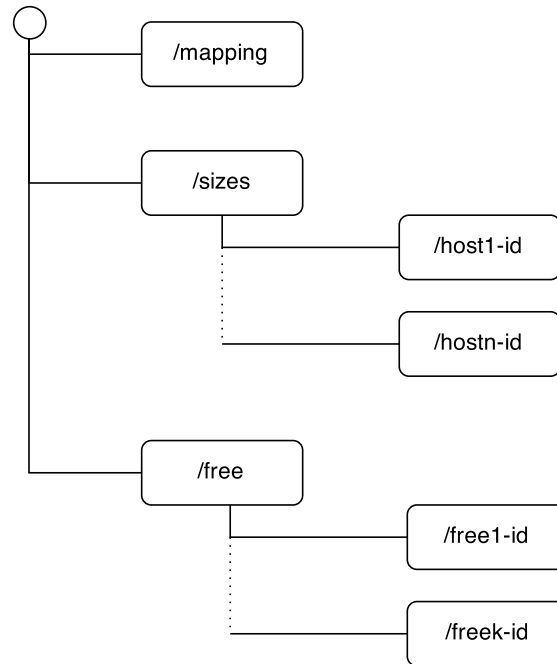 /mapping
/sizes
/host1-id
/hostn-id
/free
/free1-id
/freek-id